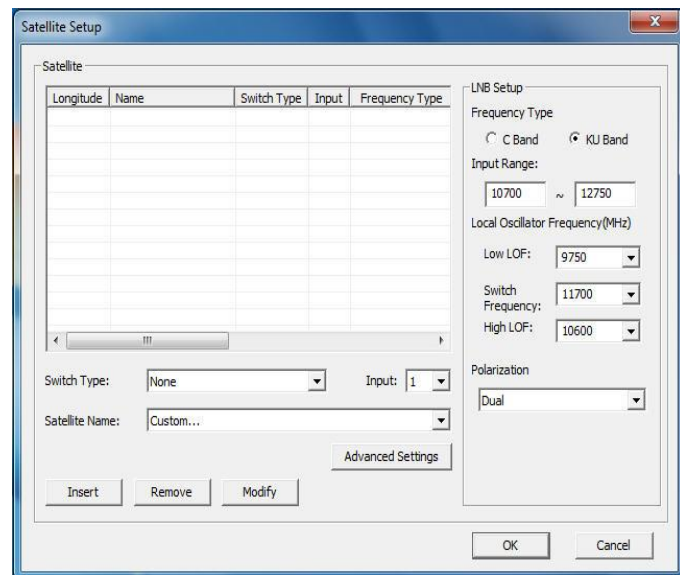 Satellite Setup
Satellite
Longitude Name Switch Type Input Frequency Type
Switch Type: None Input: 1
Satellite Name: Custom...
Advanced Settings
Insert Remove Modify
LNB Setup
Frequency Type
C Band KU Band
Input Range:
10700 ~ 12750
Local Oscillator Frequency(MHz)
Low LOF: 9750
Switch
Frequency: 11700
High LOF: 10600
Polarization
Dual
OK Cancel